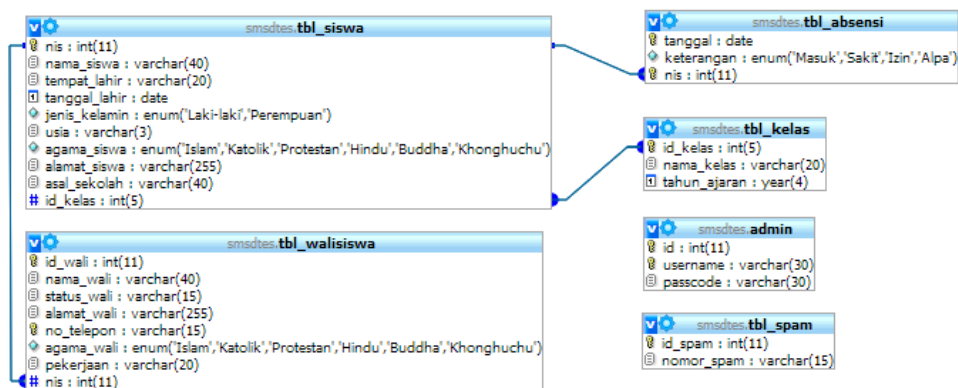 smsdtes.tbl_siswa
nis : int(11)
nama_siswa : varchar(40)
tempat_lahir : varchar(20)
tanggal_lahir : date
jenis_kelamin : enum('Laki-laki','Perempuan')
usia : varchar(3)
agama_siswa : enum('Islam','Katolik','Protestan','Hindu','Buddha','Khonghuchu')
alamat_siswa : varchar(255)
asal_sekolah : varchar(40)
# id_kelas : int(5)
smsdtes.tbl_walisiswa
id_wali : int(11)
nama_wali : varchar(40)
status_wali : varchar(15)
alamat_wali : varchar(255)
no_telepon : varchar(15)
agama_wali : enum('Islam','Katolik','Protestan','Hindu','Buddha','Khonghuchu')
pekerjaan : varchar(20)
# nis : int(11)
smsdtes.tbl_absensi
tanggal : date
keterangan : enum('Masuk','Sakit','Izin','Alpa')
nis : int(11)
smsdtes.tbl_kelas
id_kelas : int(5)
nama_kelas : varchar(20)
tahun_ajaran : year(4)
smsdtes.admin
id : int(11)
username : varchar(30)
passcode : varchar(30)
smsdtes.tbl_spam
id_spam : int(11)
nomor_spam : varchar(15)